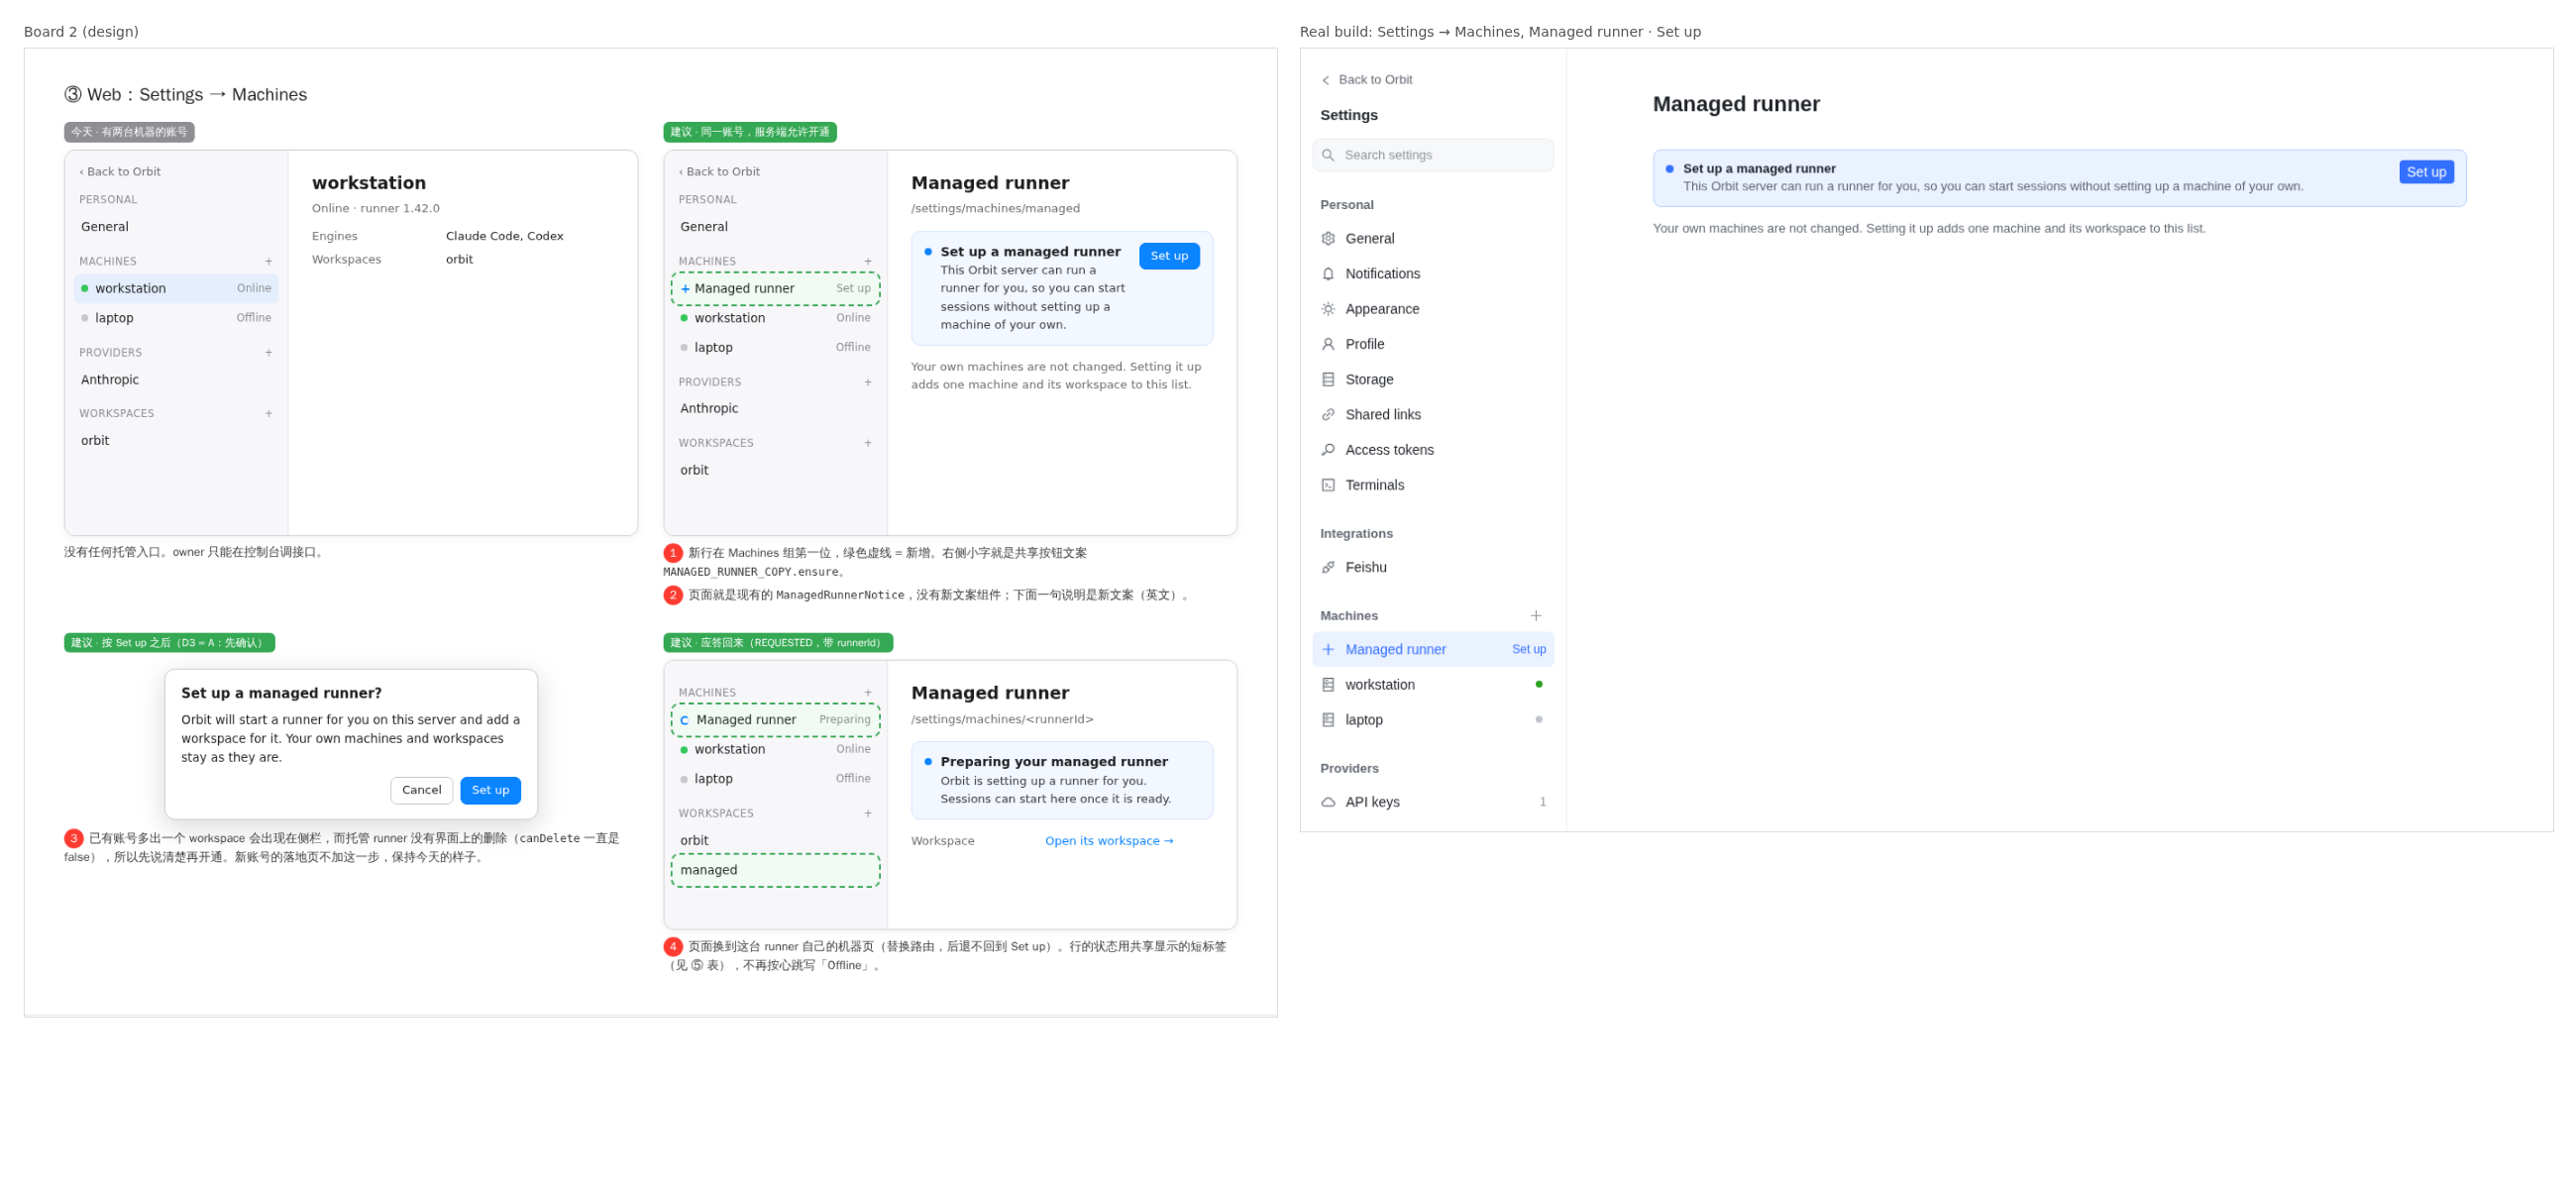 Board 2 (design)
③ Web：Settings → Machines
今天 · 有两台机器的账号
‹ Back to Orbit
PERSONAL
General
MACHINES +
workstation Online
laptop Offline
PROVIDERS +
Anthropic
WORKSPACES +
orbit
workstation
Online · runner 1.42.0
Engines Claude Code, Codex
Workspaces orbit
没有任何托管入口。owner 只能在控制台调接口。
建议 · 同一账号，服务端允许开通
‹ Back to Orbit
PERSONAL
General
MACHINES +
+ Managed runner Set up
workstation Online
laptop Offline
PROVIDERS +
Anthropic
WORKSPACES +
orbit
Managed runner
/settings/machines/managed
Set up a managed runner
This Orbit server can run a
runner for you, so you can start
sessions without setting up a
machine of your own.
Set up
Your own machines are not changed. Setting it up
adds one machine and its workspace to this list.
1 新行在 Machines 组第一位，绿色虚线 = 新增。右侧小字就是共享按钮文案
MANAGED_RUNNER_COPY.ensure。
2 页面就是现有的 ManagedRunnerNotice，没有新文案组件；下面一句说明是新文案（英文）。
建议 · 按 Set up 之后（D3 = A：先确认）
Set up a managed runner?
Orbit will start a runner for you on this server and add a
workspace for it. Your own machines and workspaces
stay as they are.
Cancel Set up
3 已有账号多出一个 workspace 会出现在侧栏，而托管 runner 没有界面上的删除（canDelete 一直是
false），所以先说清楚再开通。新账号的落地页不加这一步，保持今天的样子。
建议 · 应答回来（REQUESTED，带 runnerId）
MACHINES +
Managed runner Preparing
workstation Online
laptop Offline
WORKSPACES +
orbit
managed
Managed runner
/settings/machines/<runnerId>
Preparing your managed runner
Orbit is setting up a runner for you.
Sessions can start here once it is ready.
Workspace Open its workspace →
4 页面换到这台 runner 自己的机器页（替换路由，后退不回到 Set up）。行的状态用共享显示的短标签
（见 ⑤ 表），不再按心跳写「Offline」。
Real build: Settings → Machines, Managed runner · Set up
Back to Orbit
Settings
Search settings
Personal
General
Notifications
Appearance
Profile
Storage
Shared links
Access tokens
Terminals
Integrations
Feishu
Machines +
+ Managed runner Set up
workstation
laptop
Providers
API keys 1
Managed runner
Set up a managed runner
This Orbit server can run a runner for you, so you can start sessions without setting up a machine of your own.
Set up
Your own machines are not changed. Setting it up adds one machine and its workspace to this list.